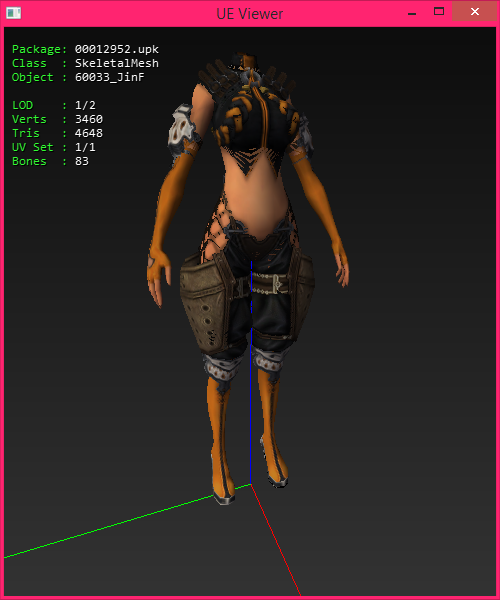 UE Viewer
Package: 00012952.upk
Class  : SkeletalMesh
Object : 60033_JinF
LOD    : 1/2
Verts  : 3460
Tris   : 4648
UV Set : 1/1
Bones  : 83